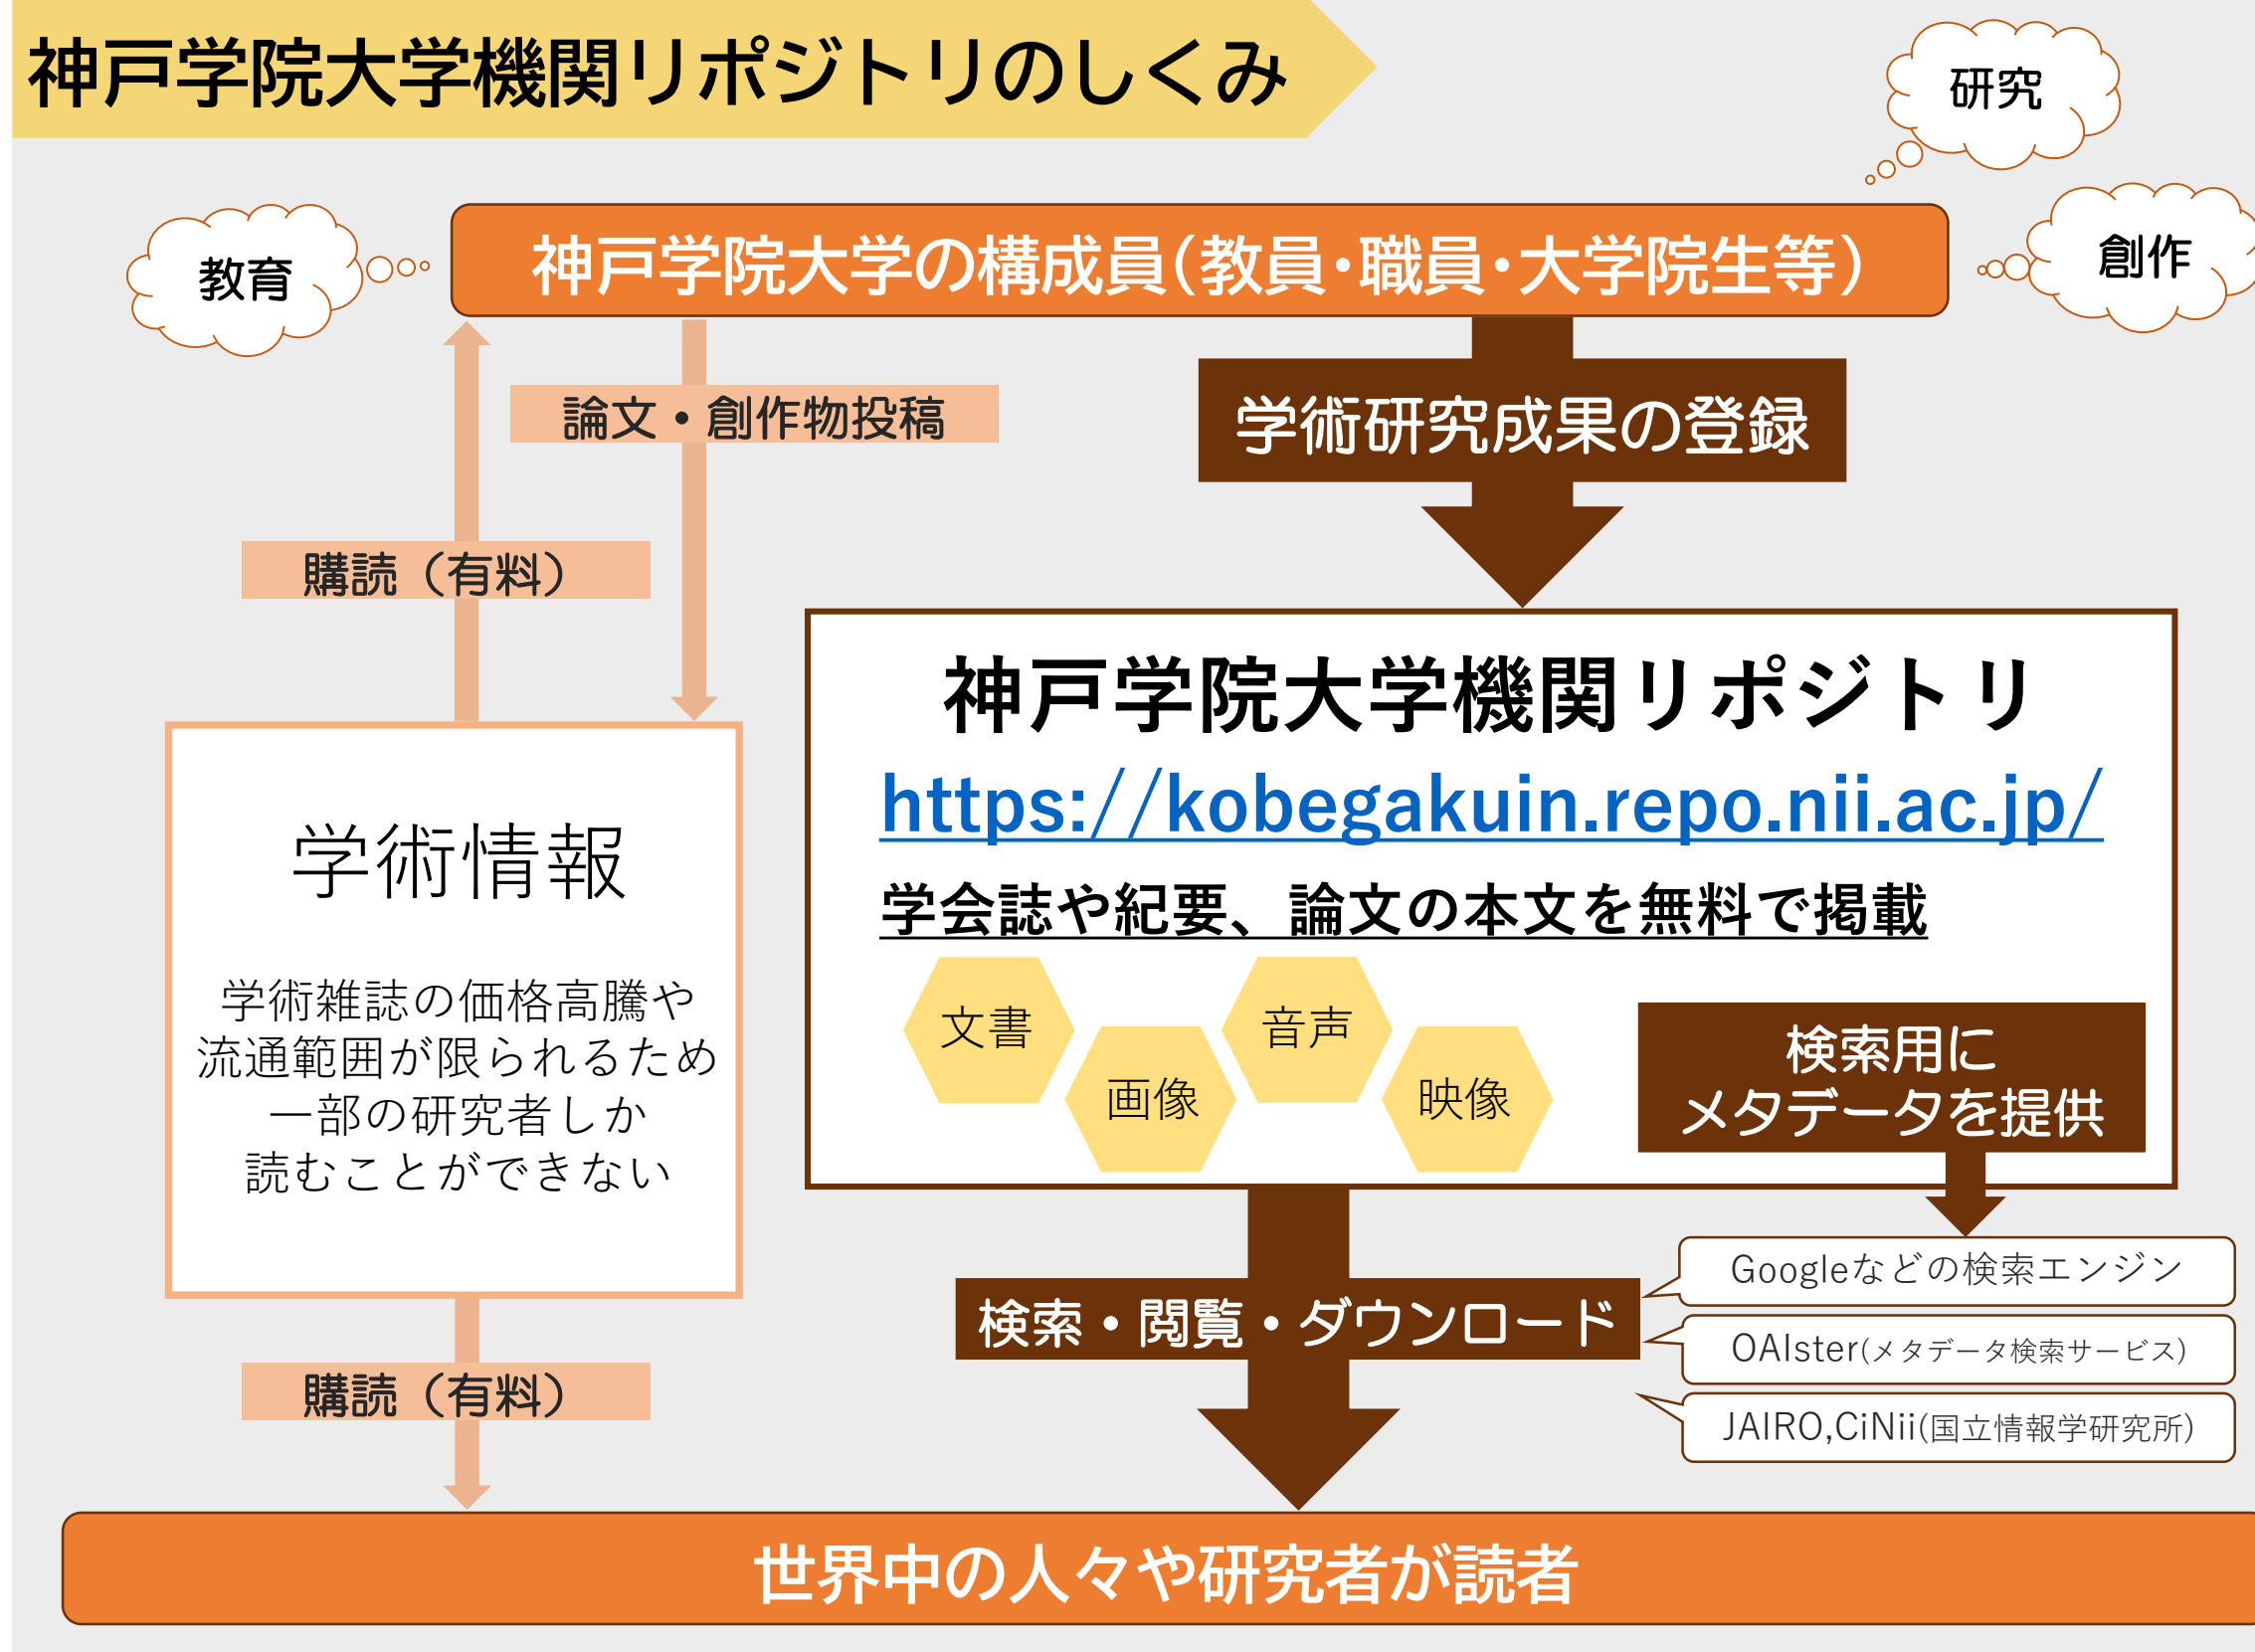 神戸学院大学機関リポジトリのしくみ
研究
教育
神戸学院大学の構成員(教員・職員・大学院生等)
創作
論文・創作物投稿
学術研究成果の登録
購読（有料）
神戸学院大学機関リポジトリ
https://kobegakuin.repo.nii.ac.jp/
学会誌や紀要、論文の本文を無料で掲載
学術情報
学術雑誌の価格高騰や
流通範囲が限られるため
一部の研究者しか
読むことができない
文書
画像
音声
映像
検索用に
メタデータを提供
Googleなどの検索エンジン
OAIster(メタデータ検索サービス)
JAIRO,CiNii(国立情報学研究所)
検索・閲覧・ダウンロード
購読（有料）
世界中の人々や研究者が読者